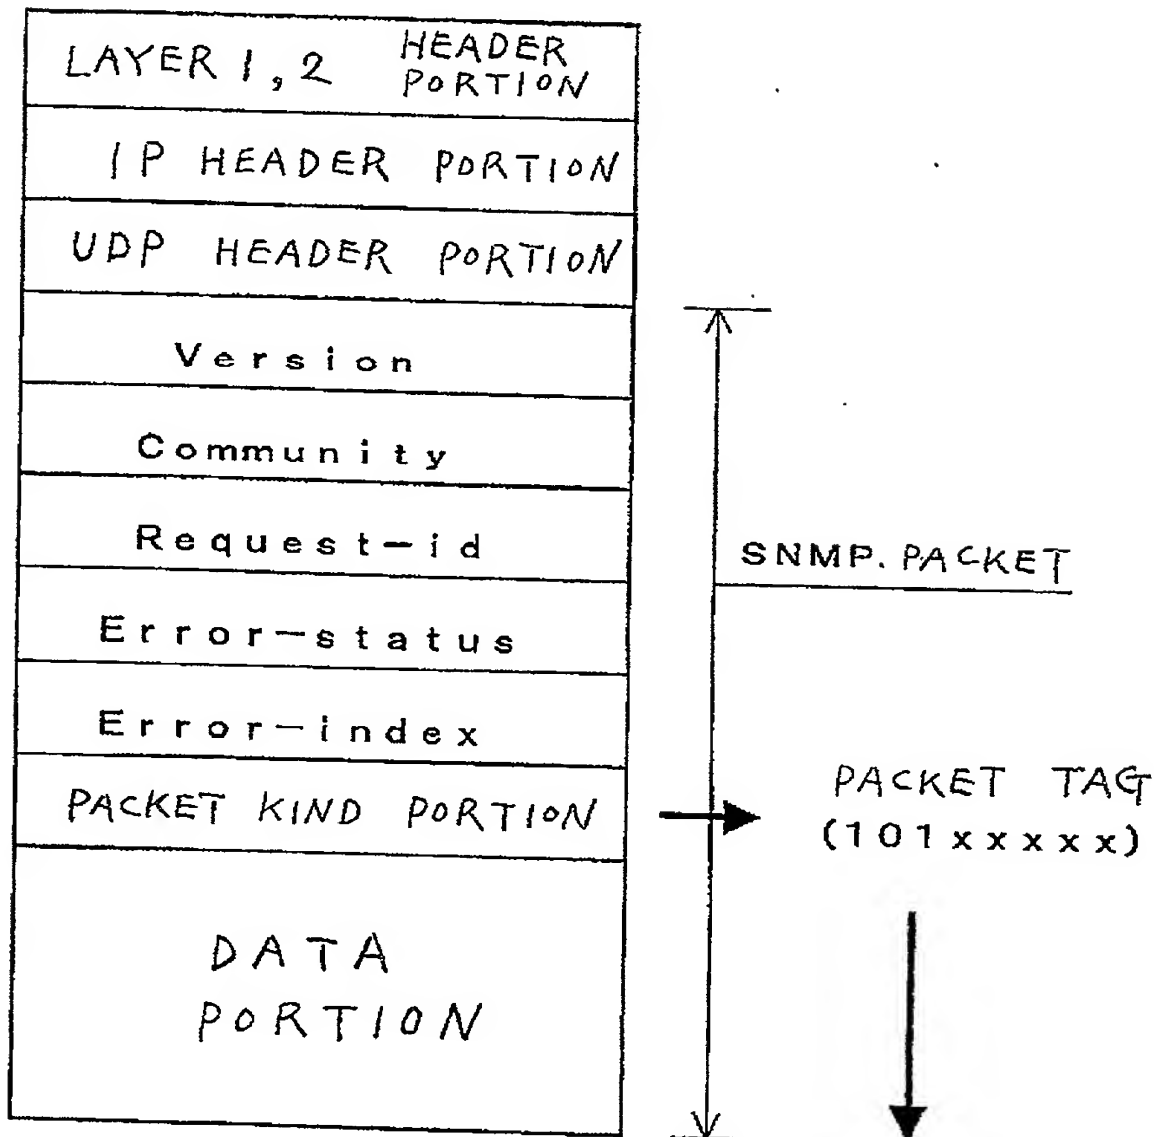 LAYER 1, 2 HEADER
PORTION
IP HEADER PORTION
UDP HEADER PORTION
Version
Community
Request-id
Error-status
Error-index
PACKET KIND PORTION
DATA
PORTION
SNMP. PACKET
PACKET TAG
(101xxxxx)